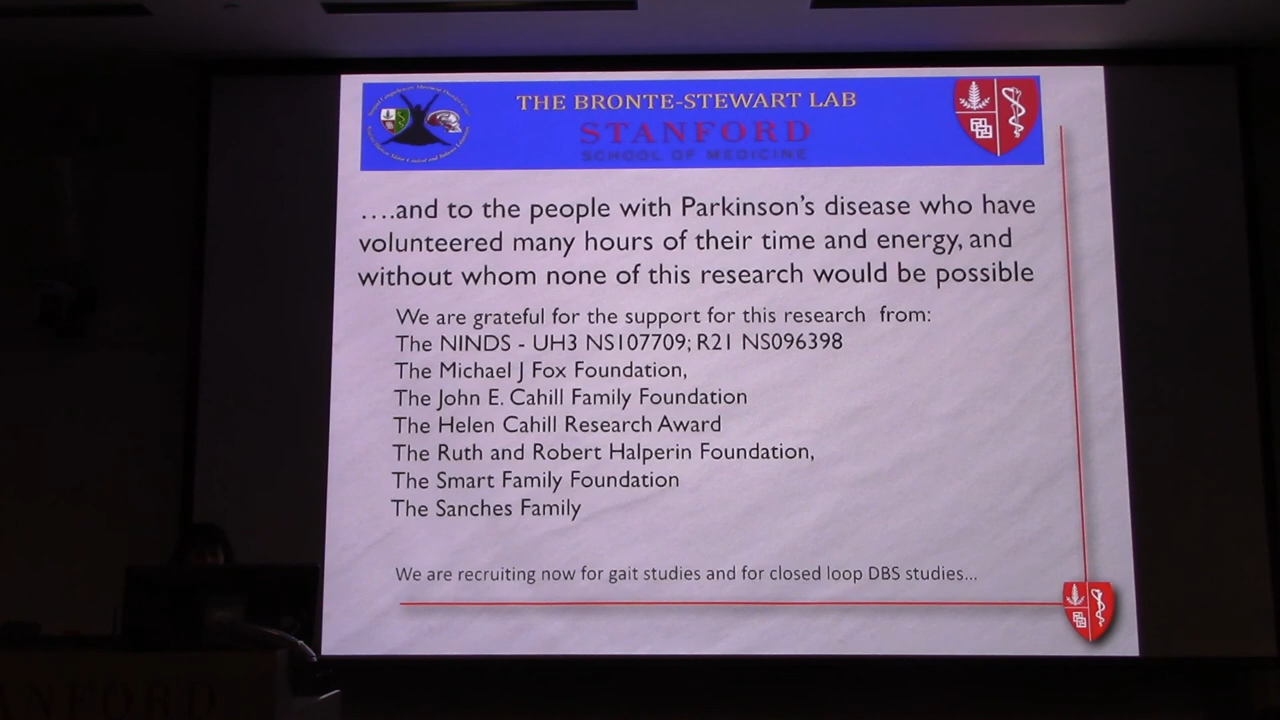 THE BRONTE-STEWART LAB
STANFORD
SCHOOL OF MEDICINE
….and to the people with Parkinson's disease who have
volunteered many hours of their time and energy, and
without whom none of this research would be possible
We are grateful for the support for this research from:
The NINDS - UH3 NS107709; R21 NS096398
The Michael J Fox Foundation,
The John E. Cahill Family Foundation
The Helen Cahill Research Award
The Ruth and Robert Halperin Foundation,
The Smart Family Foundation
The Sanches Family
We are recruiting now for gait studies and for closed loop DBS studies...
ANFORD